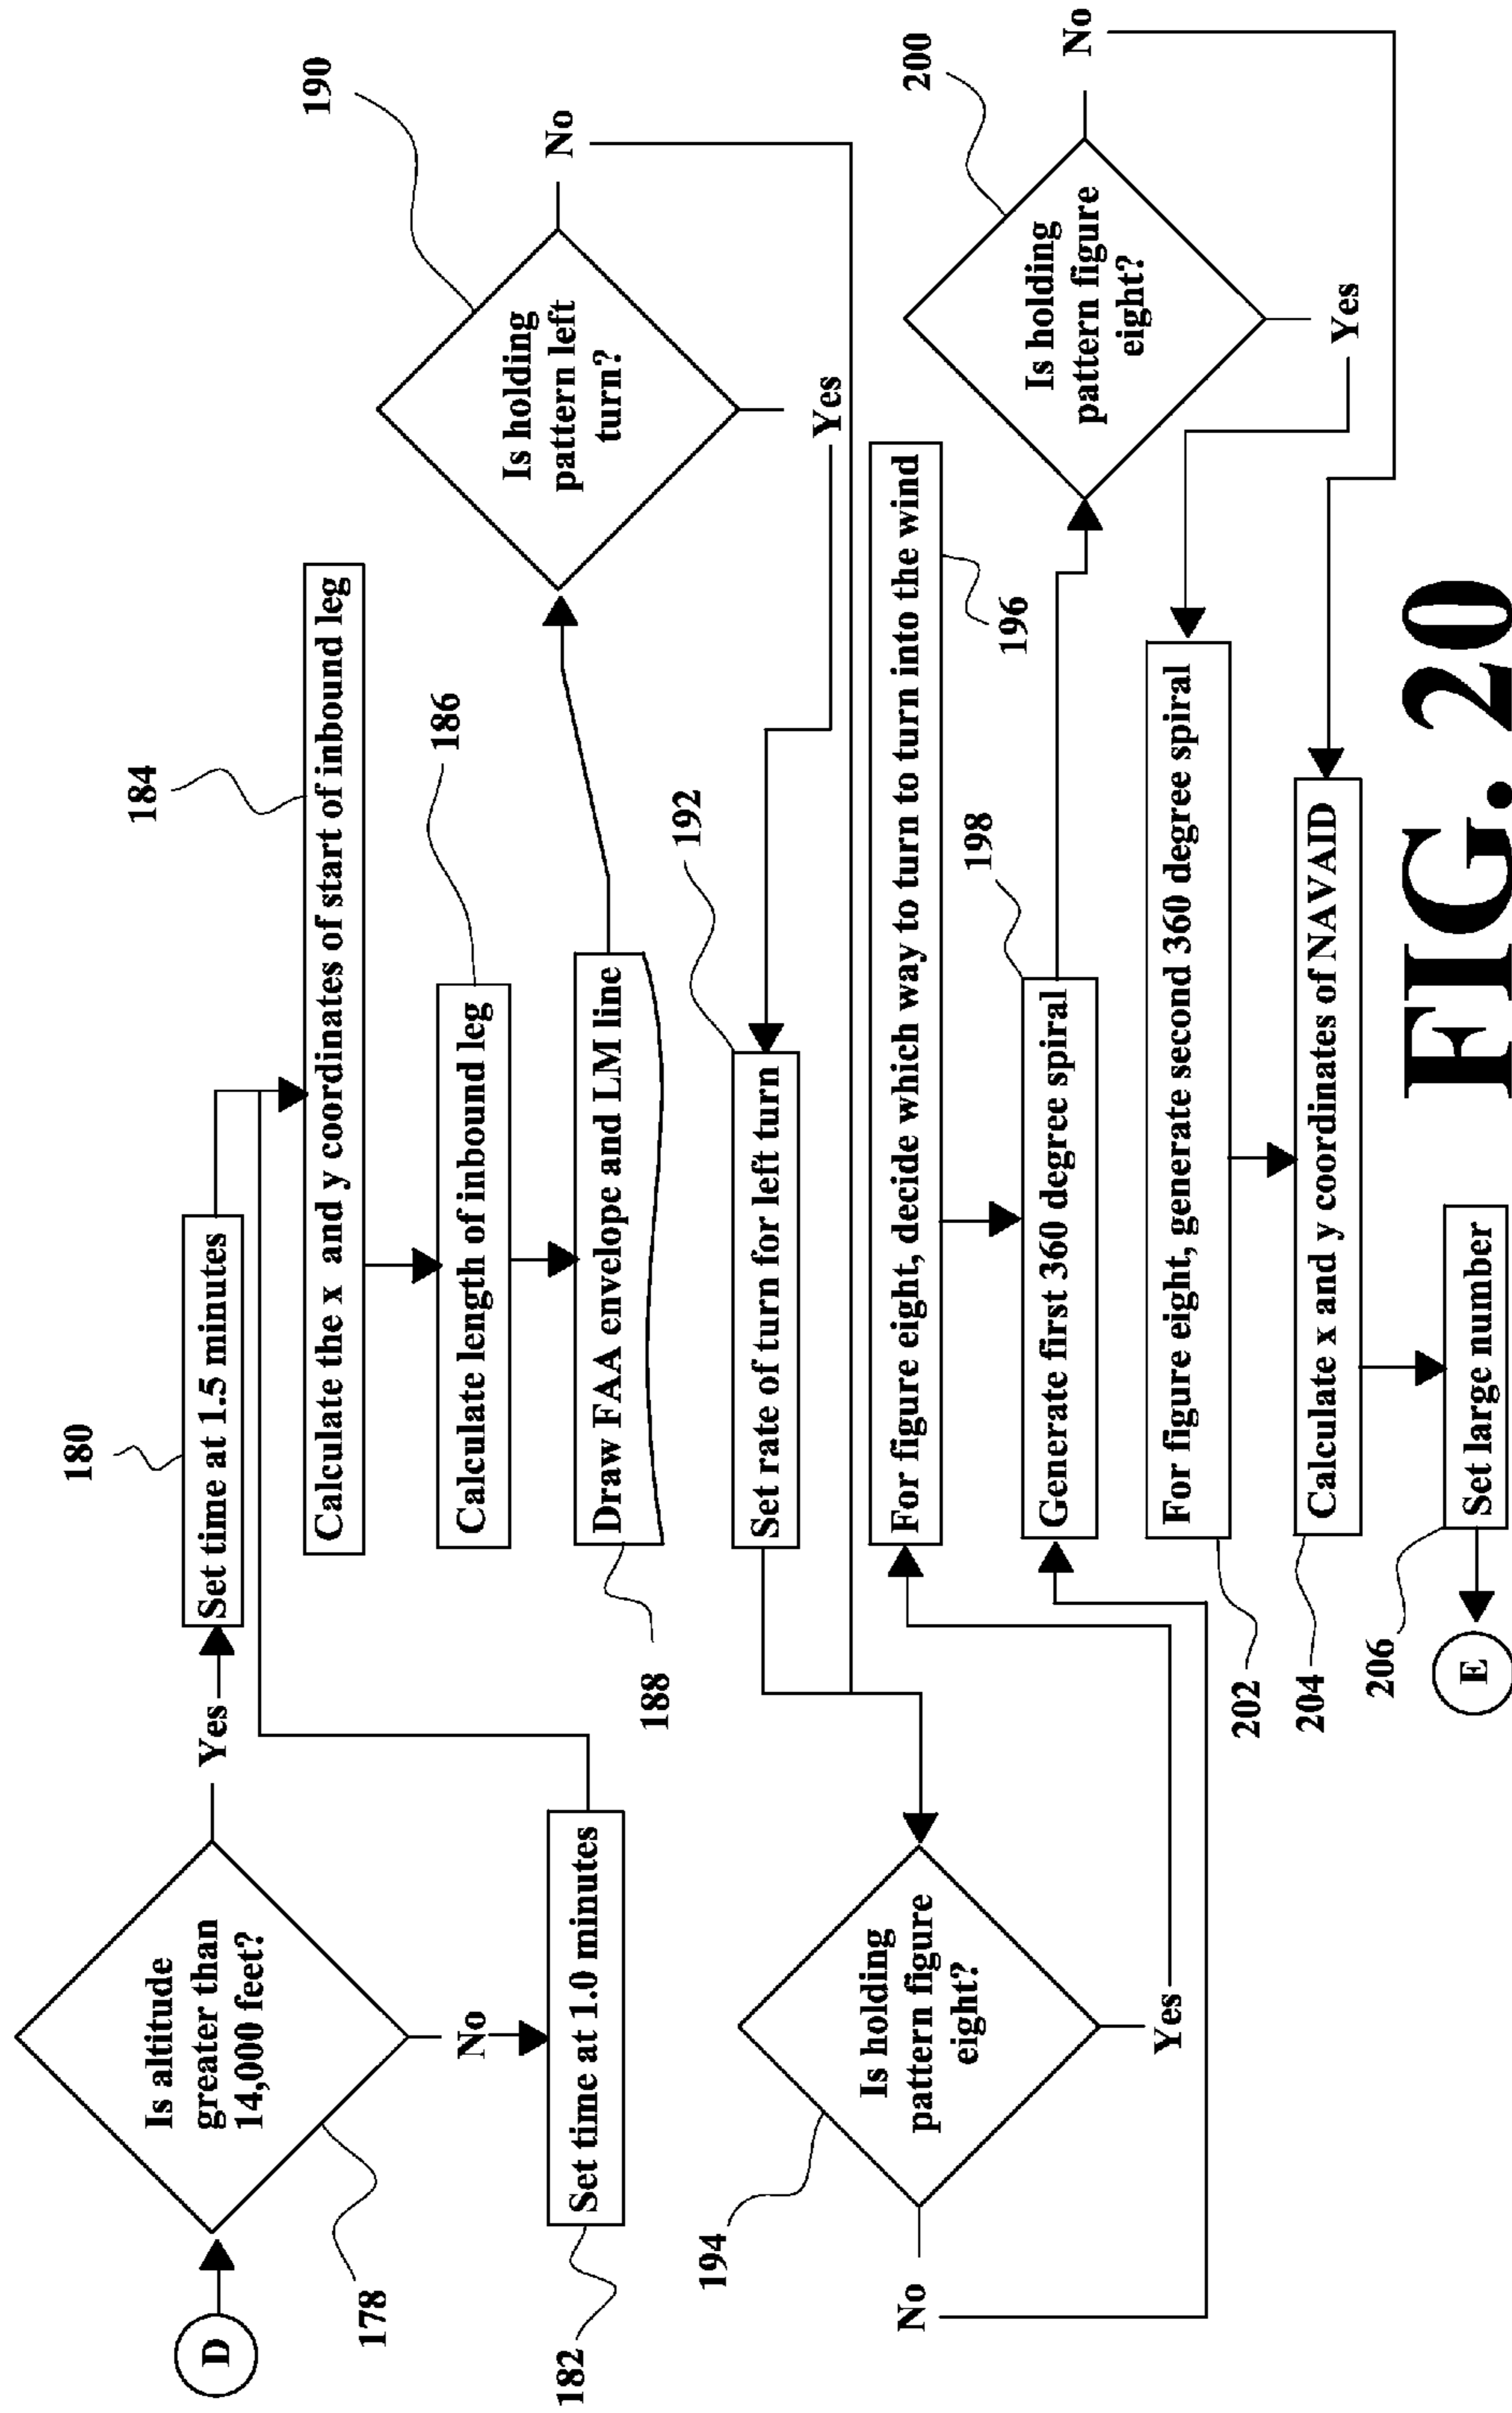 D
178
Is altitude
greater than
14,000 feet?
Yes
No
180
Set time at 1.5 minutes
182
Set time at 1.0 minutes
184
Calculate the x and y coordinates of start of inbound leg
186
Calculate length of inbound leg
188
Draw FAA envelope and LM line
190
Is holding
pattern left
turn?
No
Yes
192
Set rate of turn for left turn
194
Is holding
pattern figure
eight?
No
Yes
196
For figure eight, decide which way to turn to turn into the wind
198
Generate first 360 degree spiral
200
Is holding
pattern figure
eight?
No
Yes
202
For figure eight, generate second 360 degree spiral
204
Calculate x and y coordinates of NAVAID
206
Set large number
E
FIG. 20